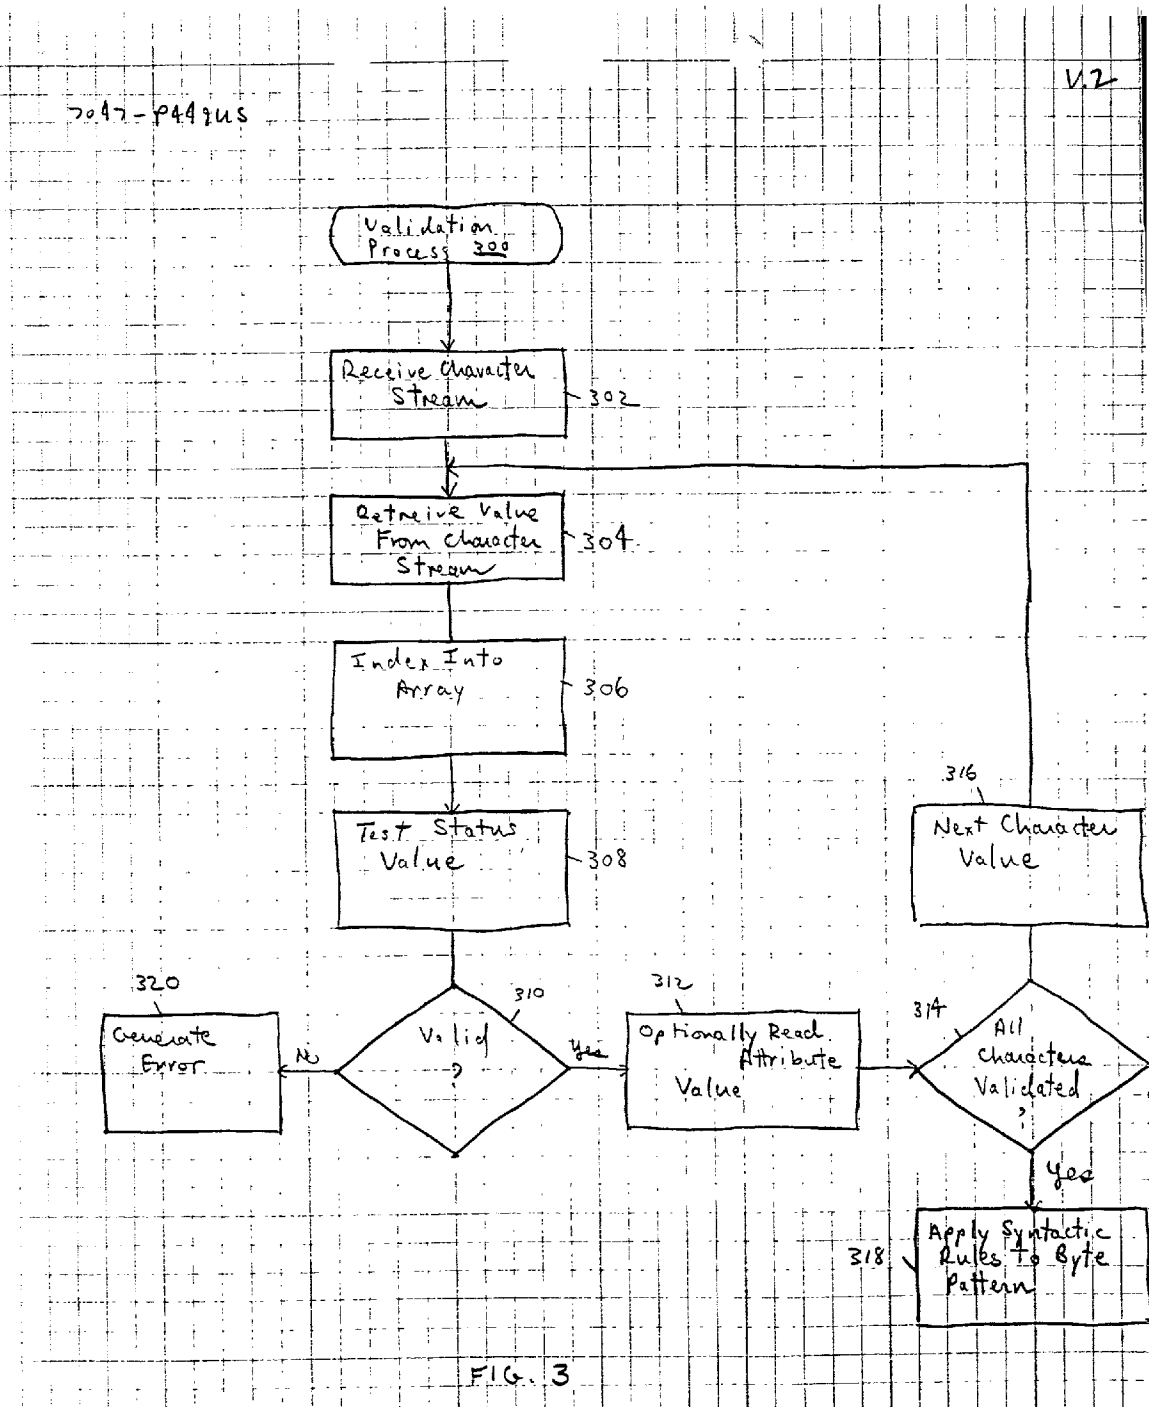 V.2
7047-P449US
Validation
Process 300
Receive Character
Stream
302
Retreive Value
From Character
Stream
304
Index Into
Array
306
316
Test Status
Value
308
Next Character
Value
320
310
312
314
Generate
Error
No
Valid
?
Yes
Optionally Read
Attribute
Value
All
Characters
Validated
?
Yes
318
Apply Syntactic
Rules To Byte
Pattern
FIG. 3